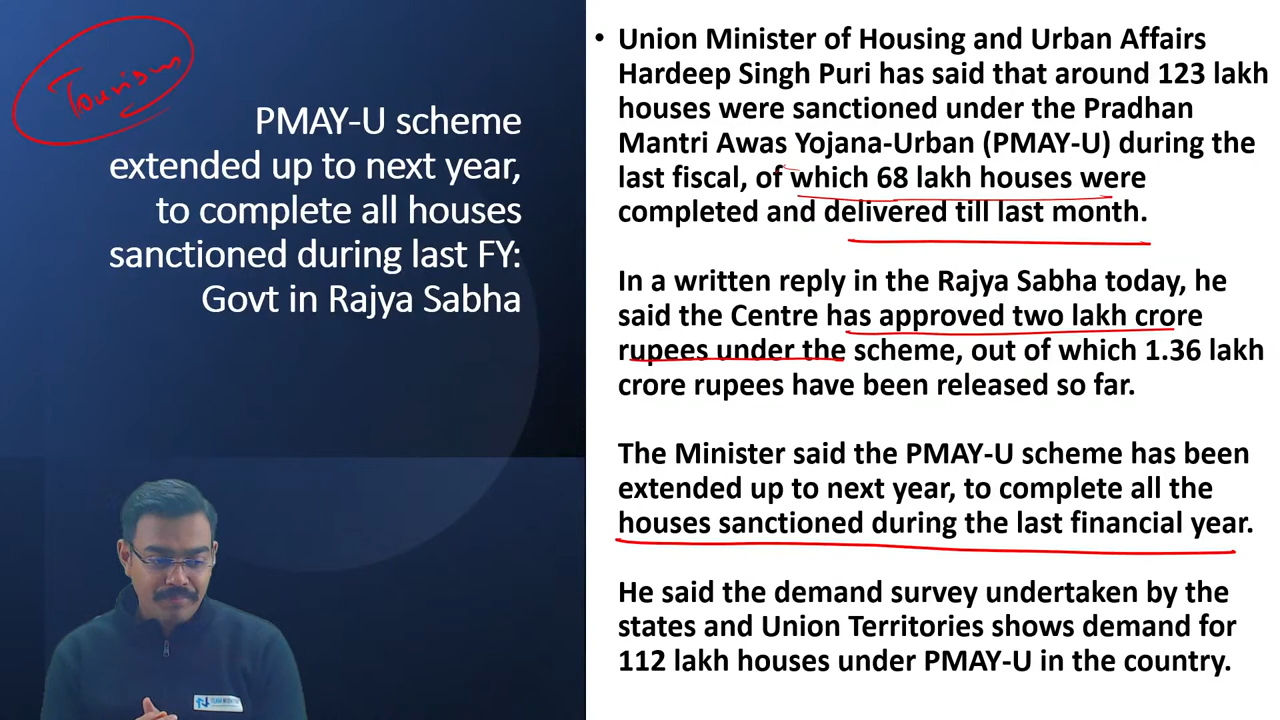 Tourism
PMAY-U scheme
extended up to next year,
to complete all houses
sanctioned during last FY:
Govt in Rajya Sabha
• Union Minister of Housing and Urban Affairs
Hardeep Singh Puri has said that around 123 lakh
houses were sanctioned under the Pradhan
Mantri Awas Yojana-Urban (PMAY-U) during the
last fiscal, of which 68 lakh houses were
completed and delivered till last month.
In a written reply in the Rajya Sabha today, he
said the Centre has approved two lakh crore
rupees under the scheme, out of which 1.36 lakh
crore rupees have been released so far.
The Minister said the PMAY-U scheme has been
extended up to next year, to complete all the
houses sanctioned during the last financial year.
He said the demand survey undertaken by the
states and Union Territories shows demand for
112 lakh houses under PMAY-U in the country.